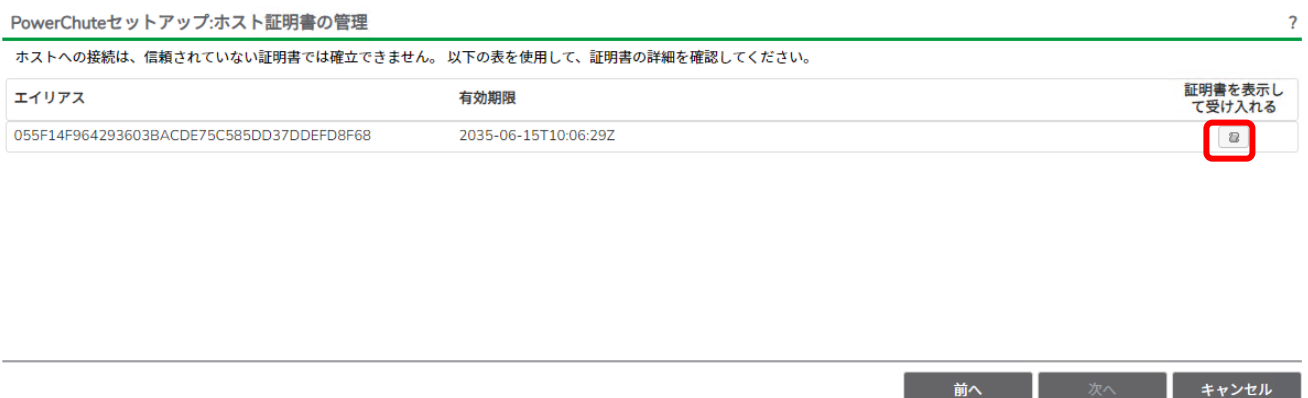 PowerChuteセットアップ:ホスト証明書の管理 ?
ホストへの接続は、信頼されていない証明書では確立できません。 以下の表を使用して、証明書の詳細を確認してください。
エイリアス 有効期限 証明書を表示し
て受け入れる
055F14F964293603BACDE75C585DD37DDEFD8F68 2035-06-15T10:06:29Z
前へ 次へ キャンセル